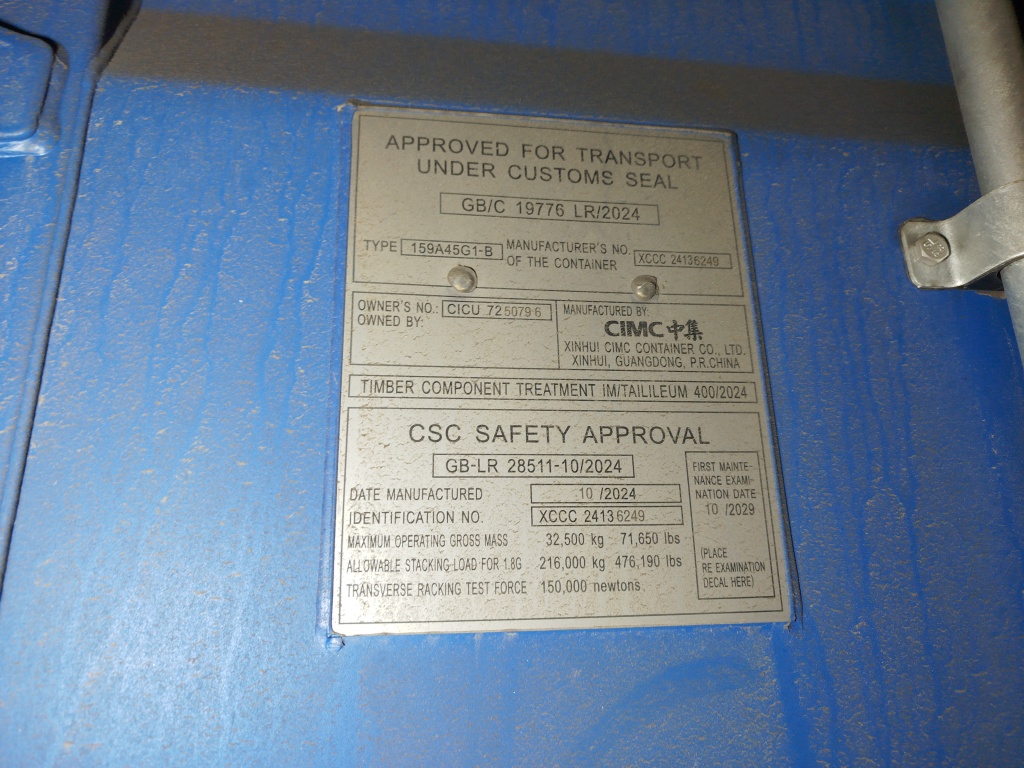 APPROVED FOR TRANSPORT
UNDER CUSTOMS SEAL
GB/C 19776 LR/2024
TYPE 159A45G1-B MANUFACTURER'S NO. OF THE CONTAINER XCCC 24136249
OWNER'S NO.: CICU 7250796
OWNED BY:
MANUFACTURED BY:
CIMC中集
XINHUI CIMC CONTAINER CO., LTD.
XINHUI, GUANGDONG, P.R.CHINA
TIMBER COMPONENT TREATMENT IM/TAILILEUM 400/2024
CSC SAFETY APPROVAL
GB-LR 28511-10/2024
DATE MANUFACTURED 10 /2024
IDENTIFICATION NO. XCCC 24136249
MAXIMUM OPERATING GROSS MASS 32,500 kg 71,650 lbs
ALLOWABLE STACKING LOAD FOR 1.8G 216,000 kg 476,190 lbs
TRANSVERSE RACKING TEST FORCE 150,000 newtons
FIRST MAINTE-
NANCE EXAMI-
NATION DATE
10 /2029
(PLACE
RE EXAMINATION
DECAL HERE)